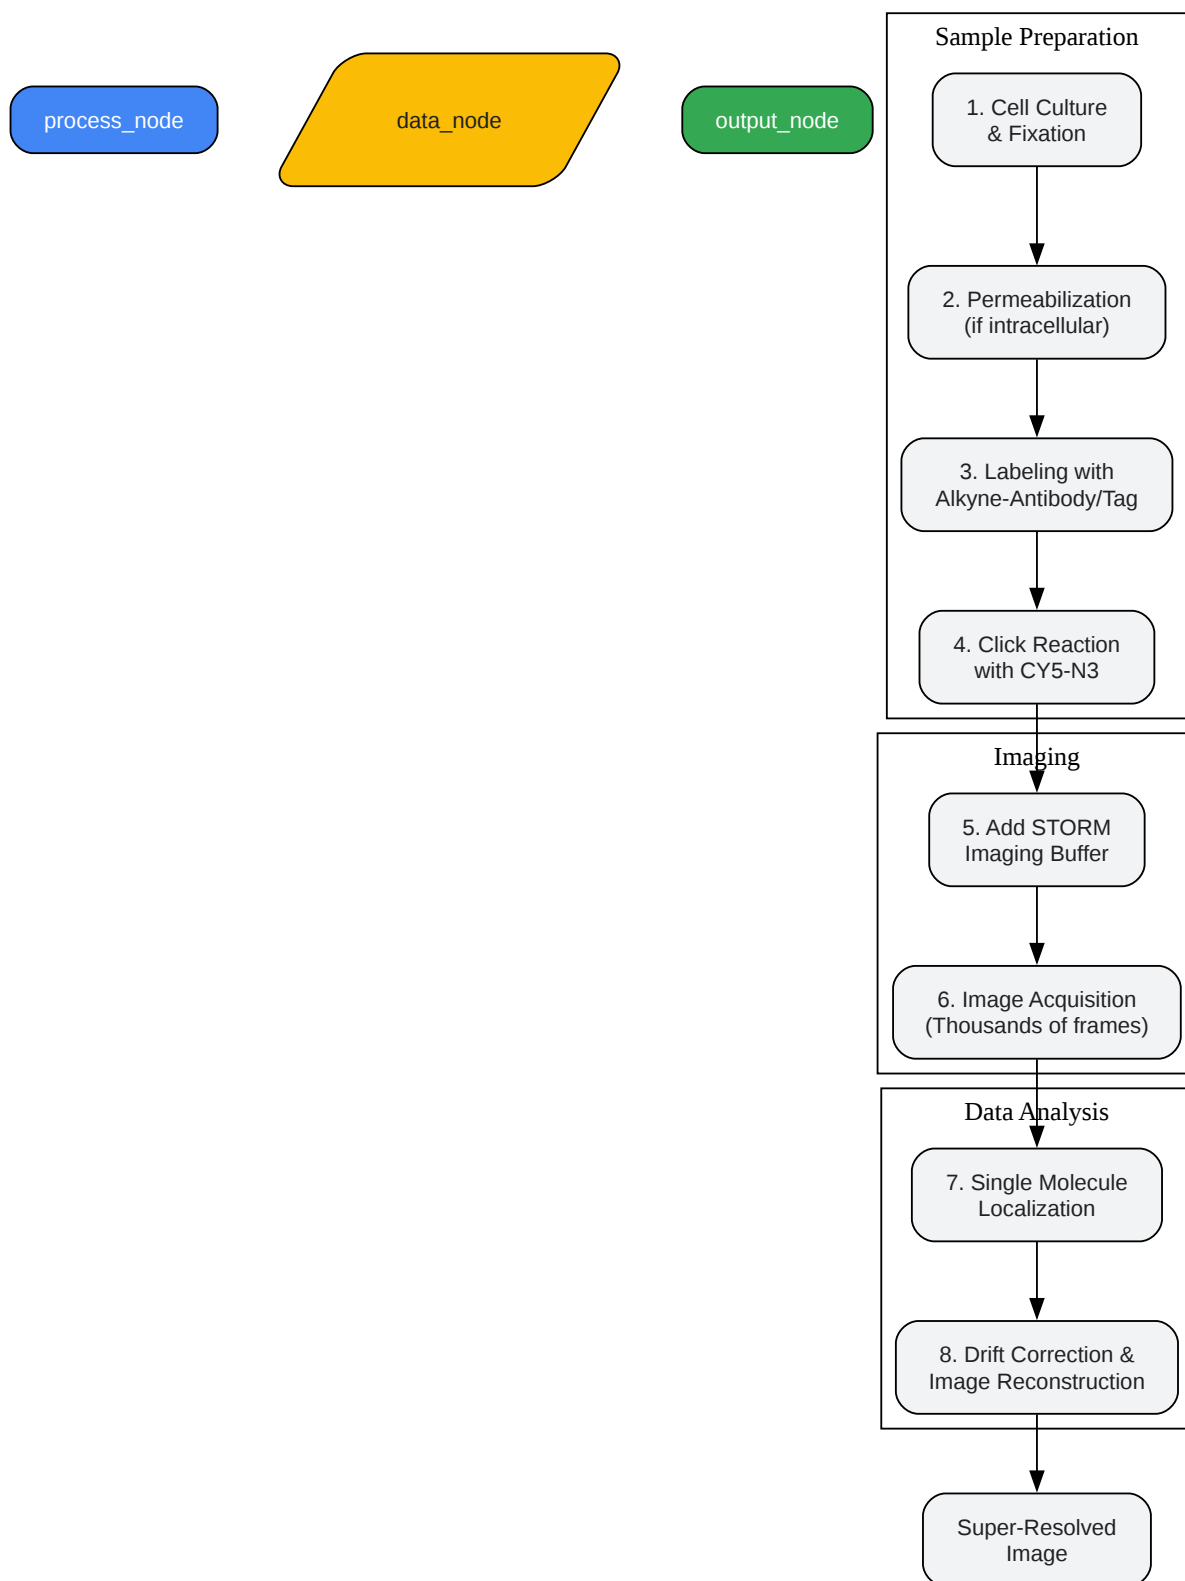 Sample Preparation
process_node
data_node
output_node
1. Cell Culture
& Fixation
2. Permeabilization
(if intracellular)
3. Labeling with
Alkyne-Antibody/Tag
4. Click Reaction
with CY5-N3
Imaging
5. Add STORM
Imaging Buffer
6. Image Acquisition
(Thousands of frames)
Data Analysis
7. Single Molecule
Localization
8. Drift Correction &
Image Reconstruction
Super-Resolved
Image